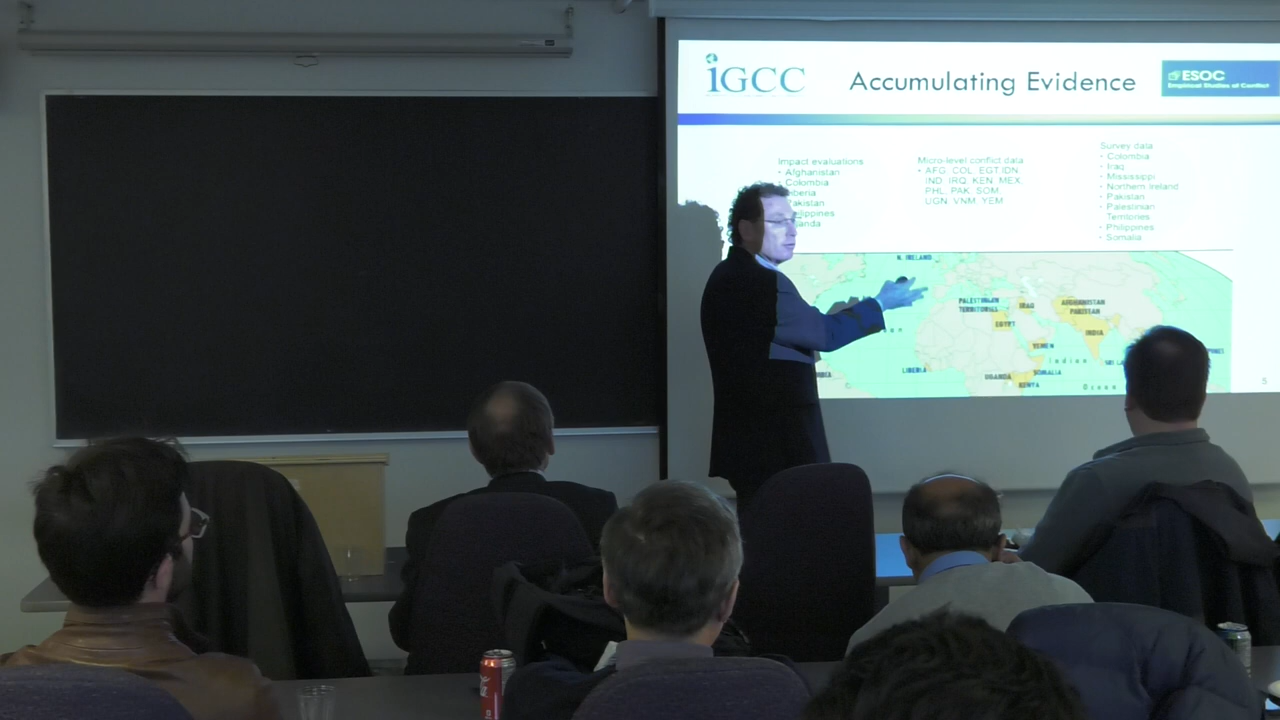 iGCC
Accumulating Evidence
ESOC
Empirical Studies of Conflict
Impact evaluations
• Afghanistan
• Colombia
Pakistan
Micro-level conflict data
• AFG, COL, EGT, IDN
IND, IRQ, KEN, MEX,
PHL, PAK, SOM,
UGN, VNM, YEM
Survey data
• Colombia
• Iraq
• Mississippi
• Northern Ireland
• Pakistan
• Palestinian
Territories
• Philippines
• Somalia
N. IRELAND
PALESTINIAN
TERRITORIES
IRAQ
AFGHANISTAN
PAKISTAN
EGYPT
INDIA
YEMEN
Indian
LIBERIA
UGANDA
SOMALIA
KENYA
Ocean
5